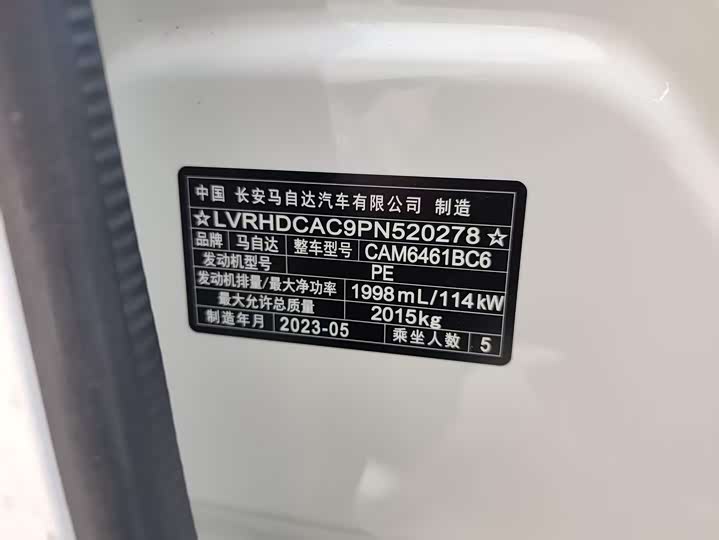 中国 长安马自达汽车有限公司 制造
☆LVRHDCAC9PN520278☆
品牌 马自达 整车型号 CAM6461BC6
发动机型号 PE
发动机排量/最大净功率 1998mL/114kW
最大允许总质量 2015kg
制造年月 2023-05 乘坐人数 5